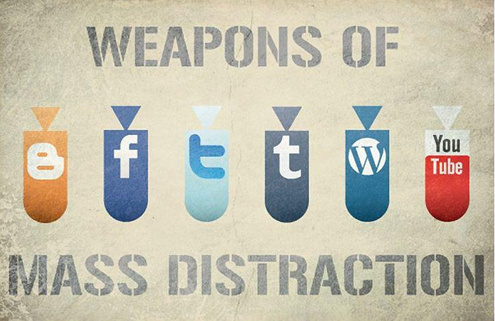 WEAPONS OF
f t t W You
Tube
MASS DISTRACTION